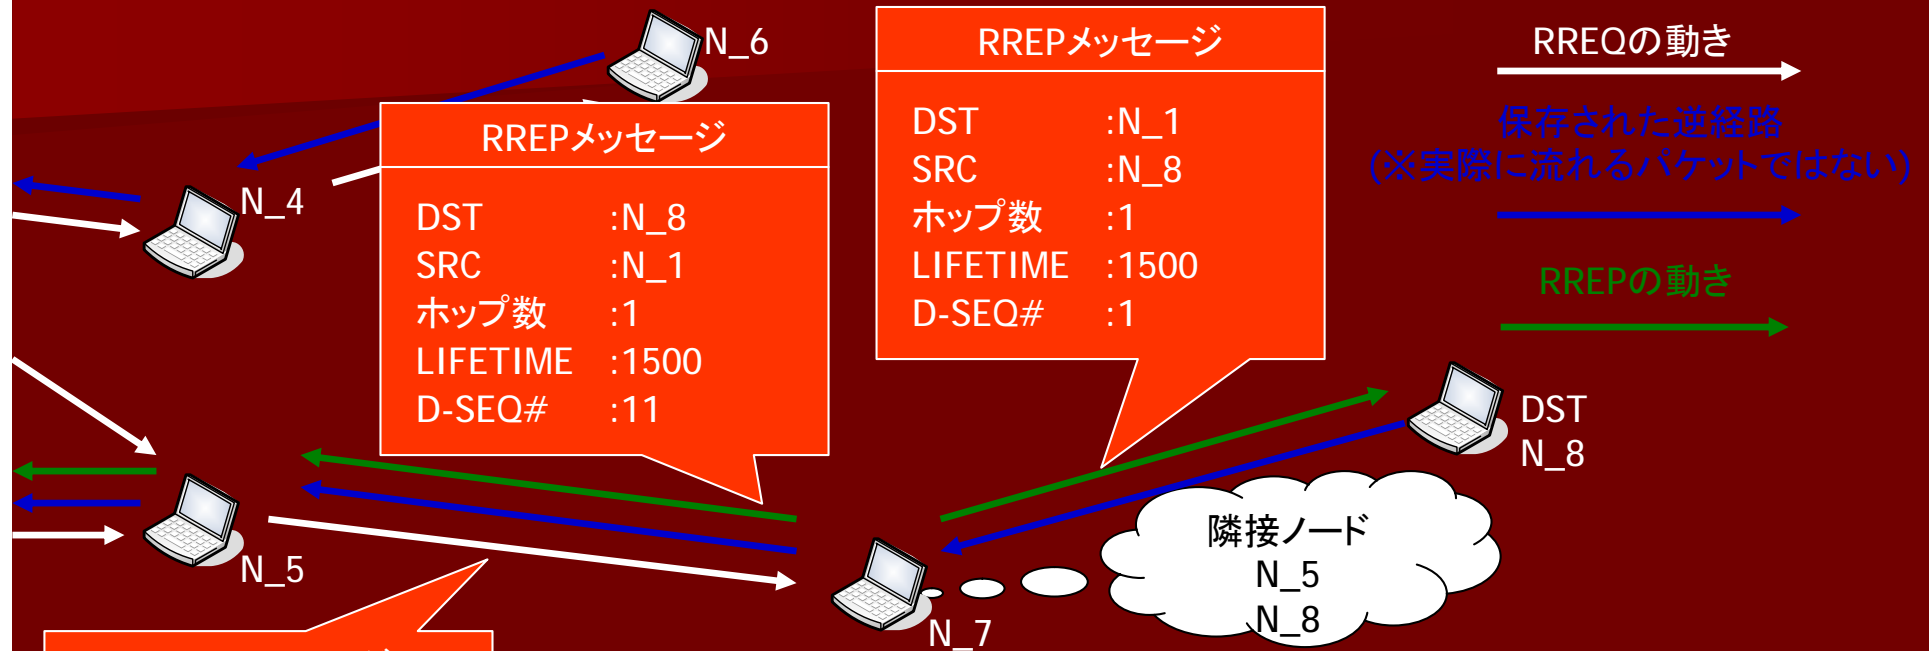 N_6
RREPメッセージ
DST :N_1
SRC :N_8
ホップ数 :1
LIFETIME :1500
D-SEQ# :1
RREQの動き
保存された逆経路
(※実際に流れるパケットではない)
RREPの動き
RREPメッセージ
DST :N_8
SRC :N_1
ホップ数 :1
LIFETIME :1500
D-SEQ# :11
N_4
DST
N_8
N_5
隣接ノード
N_5
N_8
N_7